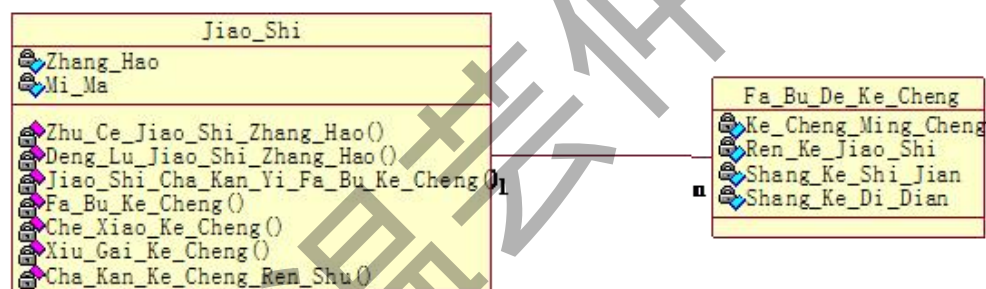 Jiao_Shi
Zhang_Hao
Mi_Ma
Zhu_Ce_Jiao_Shi_Zhang_Hao()
Deng_Lu_Jiao_Shi_Zhang_Hao()
Jiao_Shi_Cha_Kan_Yi_Fa_Bu_Ke_Cheng()
Fa_Bu_Ke_Cheng()
Che_Xiao_Ke_Cheng()
Xiu_Gai_Ke_Cheng()
Cha_Kan_Ke_Cheng_Ren_Shu()
1
n
Fa_Bu_De_Ke_Cheng
Ke_Cheng_Ming_Cheng
Ren_Ke_Jiao_Shi
Shang_Ke_Shi_Jian
Shang_Ke_Di_Dian